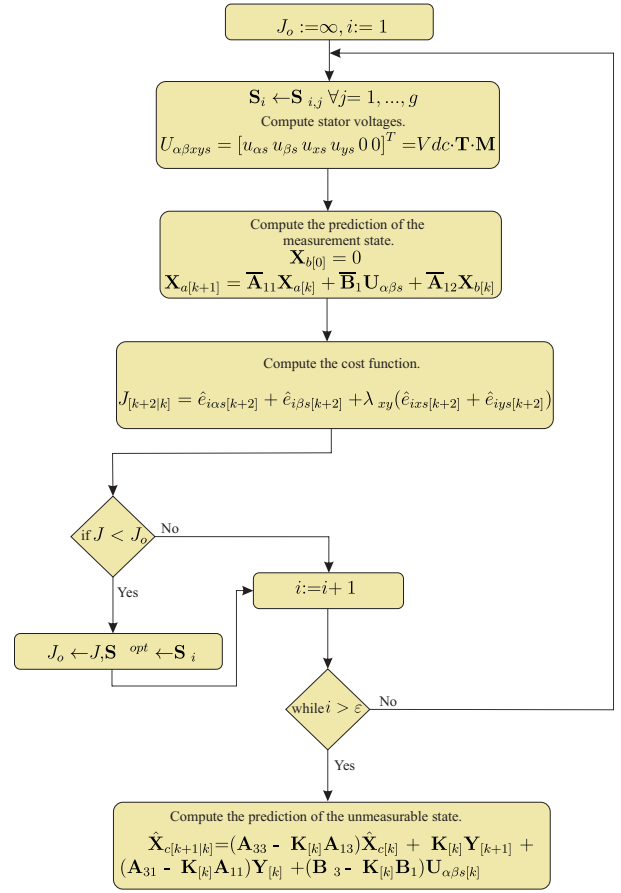 J_o :=∞, i:= 1
S_i ←S_{i,j} ∀j= 1, ..., g
Compute stator voltages.
U_{αβxys} = [u_{αs} u_{βs} u_{xs} u_{ys} 0 0]^T =Vdc·T·M
Compute the prediction of the
measurement state.
X_{b[0]} = 0
X_{a[k+1]} = A̅_{11}X_{a[k]} + B̅_1U_{αβs} + A̅_{12}X_{b[k]}
Compute the cost function.
J_{[k+2|k]} = ê_{iαs[k+2]} + ê_{iβs[k+2]} +λ_{xy}(ê_{ixs[k+2]} + ê_{iys[k+2]})
if J < J_o
No
Yes
i:=i+ 1
J_o ←J,S^{opt} ←S_i
while i > ε
No
Yes
Compute the prediction of the unmeasurable state.
X̂_{c[k+1|k]}=(A_{33} - K_{[k]}A_{13})X̂_{c[k]} + K_{[k]}Y_{[k+1]} +
(A_{31} - K_{[k]}A_{11})Y_{[k]} +(B_3 - K_{[k]}B_1)U_{αβs[k]}